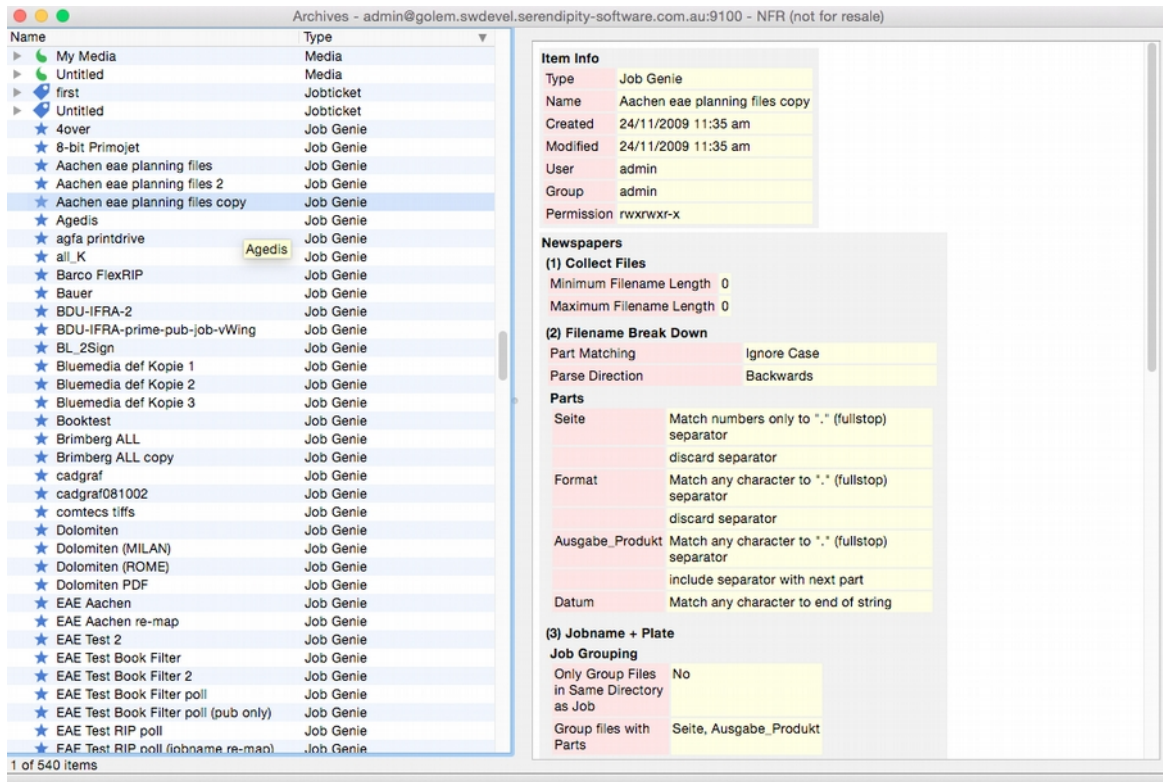 Archives - admin@golem.swdevel.serendipity-software.com.au:9100 - NFR (not for resale)
Name Type
My Media Media
Untitled Media
first Jobticket
Untitled Jobticket
4over Job Genie
8-bit Primojet Job Genie
Aachen eae planning files Job Genie
Aachen eae planning files 2 Job Genie
Aachen eae planning files copy Job Genie
Agedis Job Genie
agfa printdrive Job Genie
Agedis
all_K Job Genie
Barco FlexRIP Job Genie
Bauer Job Genie
BDU-IFRA-2 Job Genie
BDU-IFRA-prime-pub-job-vWing Job Genie
BL_2Sign Job Genie
Bluemedia def Kopie 1 Job Genie
Bluemedia def Kopie 2 Job Genie
Bluemedia def Kopie 3 Job Genie
Booktest Job Genie
Brimberg ALL Job Genie
Brimberg ALL copy Job Genie
cadgraf Job Genie
cadgraf081002 Job Genie
comtecs tiffs Job Genie
Dolomiten Job Genie
Dolomiten (MILAN) Job Genie
Dolomiten (ROME) Job Genie
Dolomiten PDF Job Genie
EAE Aachen Job Genie
EAE Aachen re-map Job Genie
EAE Test 2 Job Genie
EAE Test Book Filter Job Genie
EAE Test Book Filter 2 Job Genie
EAE Test Book Filter poll Job Genie
EAE Test Book Filter poll (pub only) Job Genie
EAE Test RIP poll Job Genie
EAE Test RIP poll (jobname re-map) Job Genie
1 of 540 items
Item Info
Type Job Genie
Name Aachen eae planning files copy
Created 24/11/2009 11:35 am
Modified 24/11/2009 11:35 am
User admin
Group admin
Permission rwxrwxr-x
Newspapers
(1) Collect Files
Minimum Filename Length 0
Maximum Filename Length 0
(2) Filename Break Down
Part Matching Ignore Case
Parse Direction Backwards
Parts
Seite Match numbers only to "." (fullstop)
separator
discard separator
Format Match any character to "." (fullstop)
separator
discard separator
Ausgabe_Produkt Match any character to "." (fullstop)
separator
include separator with next part
Datum Match any character to end of string
(3) Jobname + Plate
Job Grouping
Only Group Files No
in Same Directory
as Job
Group files with Seite, Ausgabe_Produkt
Parts